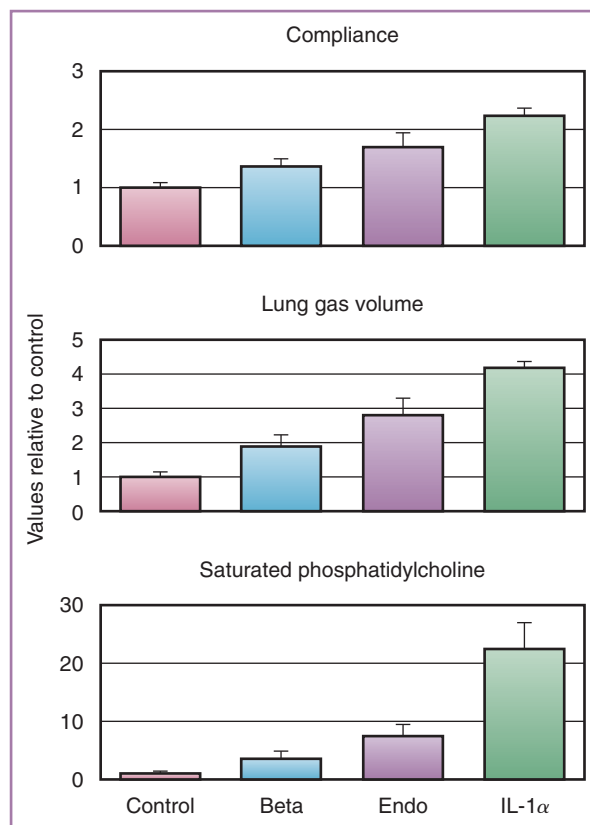 Compliance
3
2
1
0
Lung gas volume
5
4
3
2
1
0
Values relative to control
Saturated phosphatidylcholine
30
20
10
0
Control Beta Endo IL-1α